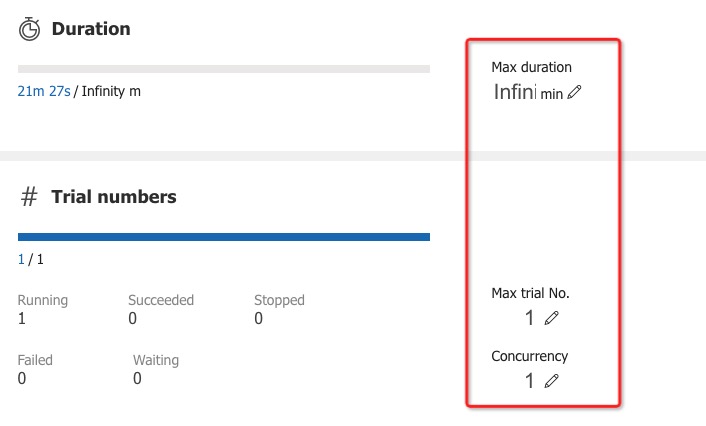 Duration
21m 27s / Infinity m
Max duration
Infini min
# Trial numbers
1 / 1
Running Succeeded Stopped
1 0 0
Failed Waiting
0 0
Max trial No.
1
Concurrency
1